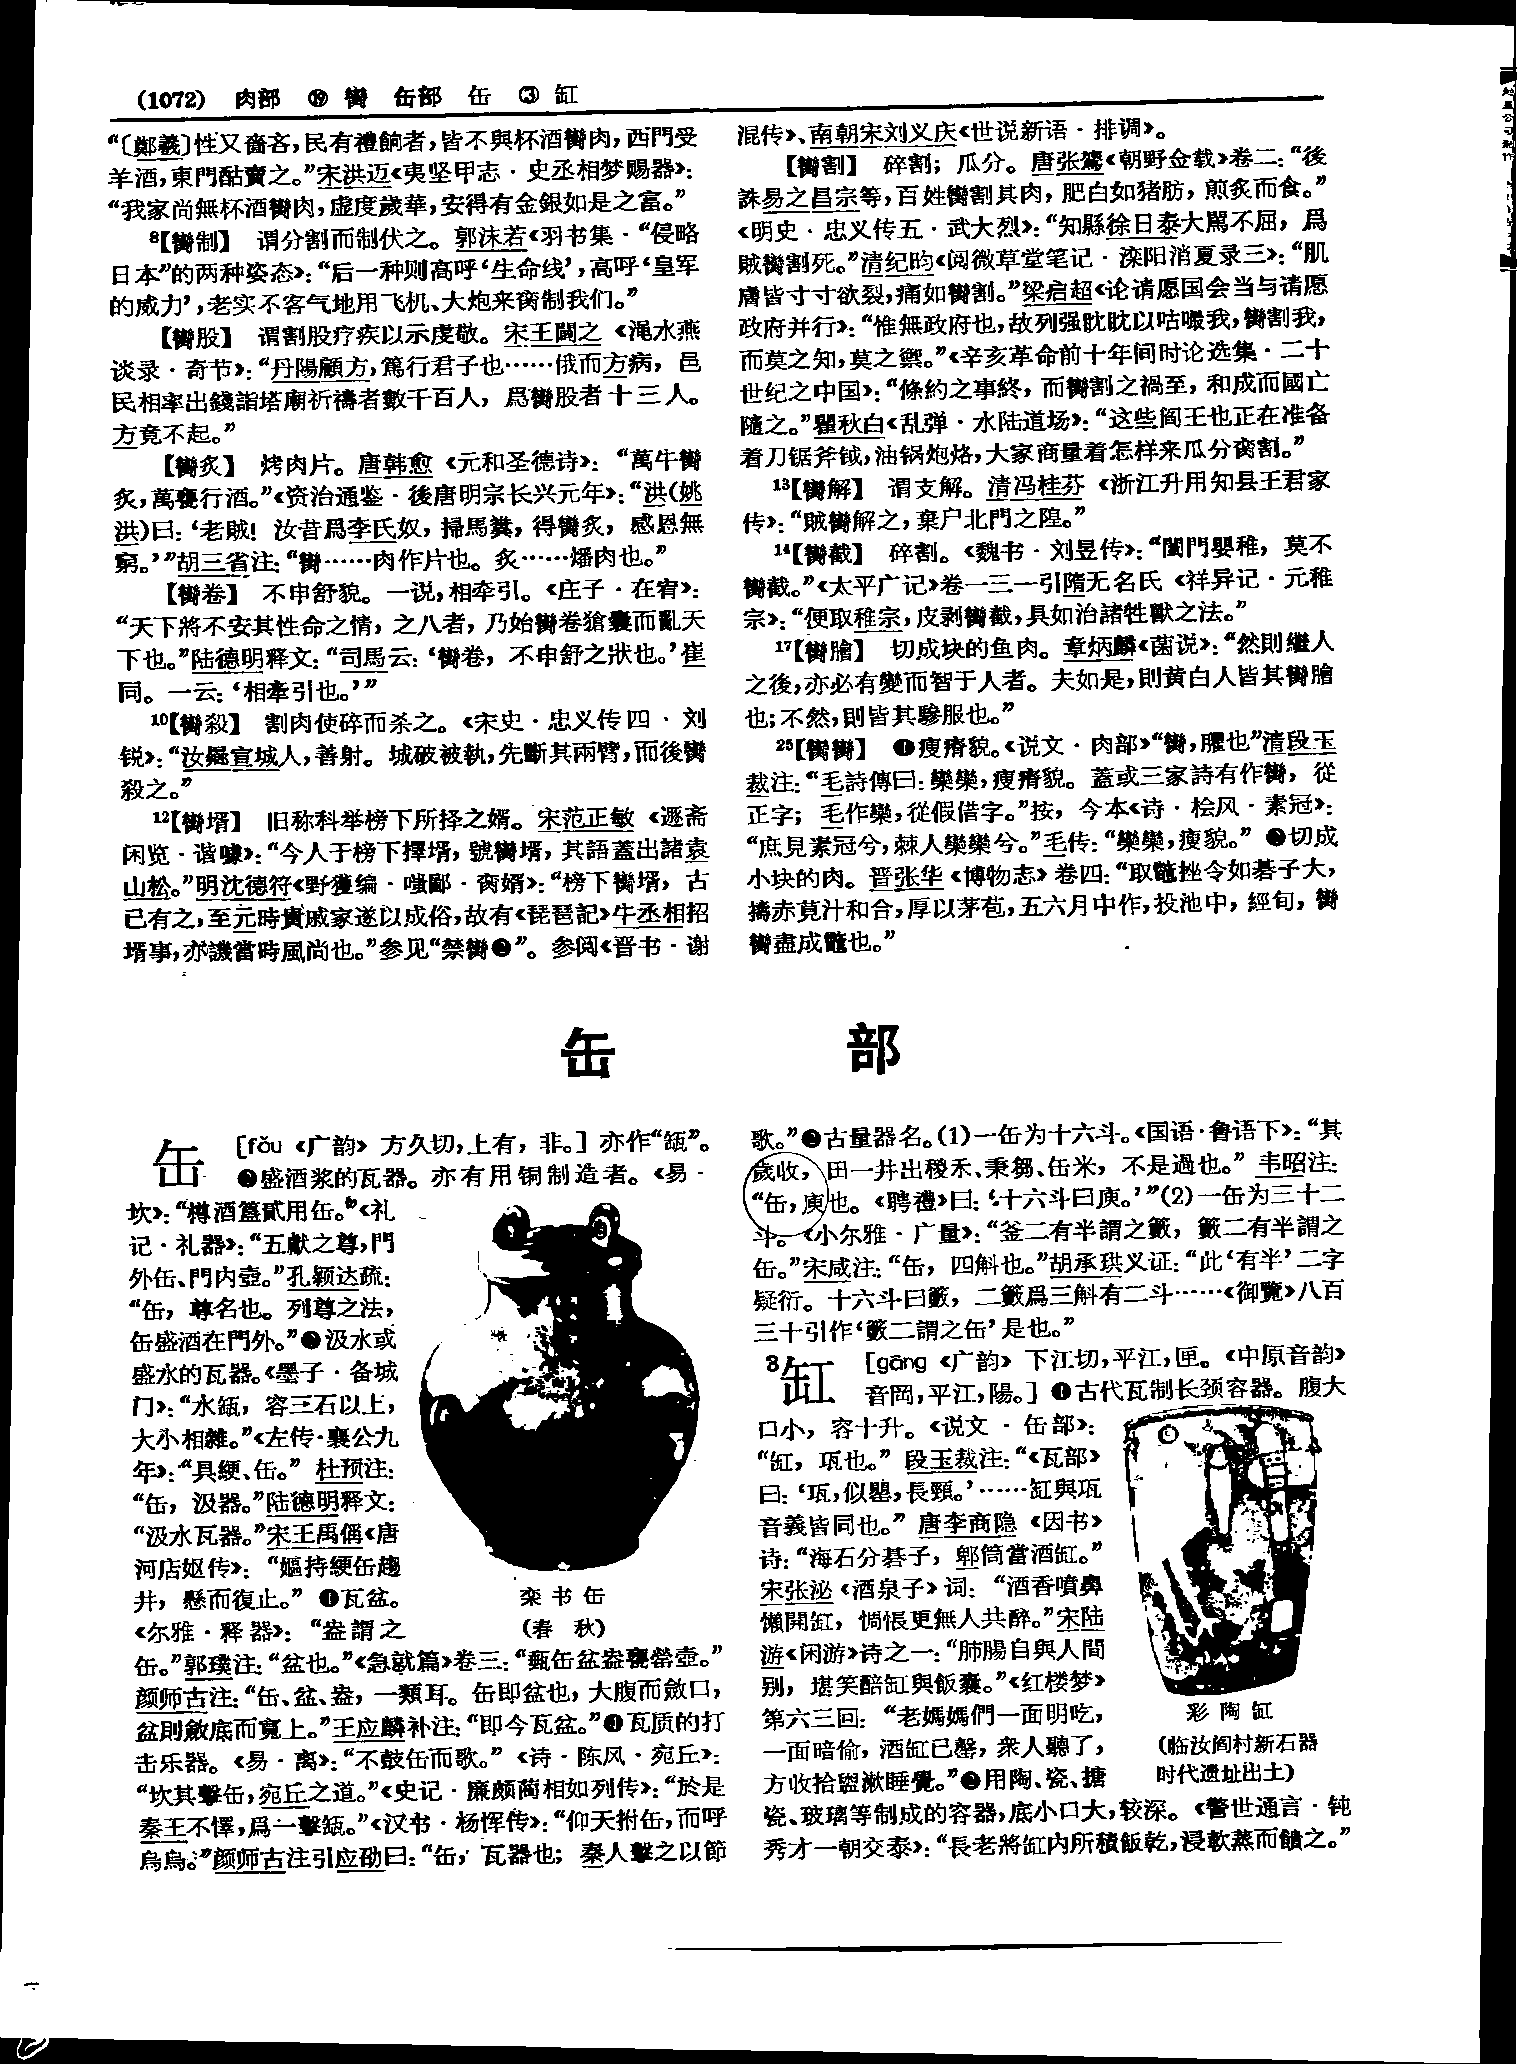 (1072) 肉部 ⑲ 臠 缶部 缶 ③ 缸
“〔鄭羲〕性又嗇吝，民有禮餉者，皆不與杯酒臠肉，西門受
羊酒，東門酤賣之。”宋洪迈《夷坚甲志·史丞相梦赐器》：
“我家尚無杯酒臠肉，虚度歲華，安得有金銀如是之富。”
8【臠制】 谓分割而制伏之。郭沫若《羽书集·“侵略
日本”的两种姿态》：“后一种则高呼‘生命线’，高呼‘皇军
的威力’，老实不客气地用飞机、大炮来脔制我们。”
【臠股】 谓割股疗疾以示虔敬。宋王闢之《渑水燕
谈录·奇节》：“丹陽顧方，篤行君子也……俄而方病，邑
民相率出錢詣塔廟祈禱者數千百人，爲臠股者十三人。
方竟不起。”
【臠炙】 烤肉片。唐韩愈《元和圣德诗》：“萬牛臠
炙，萬甕行酒。”《资治通鉴·後唐明宗长兴元年》：“洪（姚
洪）曰：‘老賊！汝昔爲李氏奴，掃馬糞，得臠炙，感恩無
窮。’”胡三省注：“臠……肉作片也。炙……燔肉也。”
【臠卷】 不申舒貌。一说，相牵引。《庄子·在宥》：
“天下將不安其性命之情，之八者，乃始臠卷獊囊而亂天
下也。”陆德明释文：“司馬云：‘臠卷，不申舒之狀也。’崔
同。一云：‘相牽引也。’”
10【臠殺】 割肉使碎而杀之。《宋史·忠义传四·刘
锐》：“汝𡐨宣城人，善射。城破被執，先斷其兩臂，而後臠
殺之。”
12【臠壻】 旧称科举榜下所择之婿。宋范正敏《遯斋
闲览·谐噱》：“今人于榜下擇壻，號臠壻，其語蓋出諸袁
山松。”明沈德符《野獲编·嗤鄙·脔婿》：“榜下臠壻，古
已有之，至元時貴戚家遂以成俗，故有《琵琶記》牛丞相招
壻事，亦譏當時風尚也。”参见“禁臠❷”。参阅《晋书·谢
混传》、南朝宋刘义庆《世说新语·排调》。
【臠割】 碎割；瓜分。唐张鷟《朝野佥载》卷二：“後
誅易之昌宗等，百姓臠割其肉，肥白如猪肪，煎炙而食。”
《明史·忠义传五·武大烈》：“知縣徐日泰大駡不屈，爲
賊臠割死。”清纪昀《阅微草堂笔记·滦阳消夏录三》：“肌
膚皆寸寸欲裂，痛如臠割。”梁启超《论请愿国会当与请愿
政府并行》：“惟無政府也，故列强眈眈以咕嘬我，臠割我，
而莫之知，莫之禦。”《辛亥革命前十年间时论选集·二十
世纪之中国》：“條約之事終，而臠割之禍至，和成而國亡
隨之。”瞿秋白《乱弹·水陆道场》：“这些阎王也正在准备
着刀锯斧钺，油锅炮烙，大家商量着怎样来瓜分脔割。”
13【臠解】 谓支解。清冯桂芬《浙江升用知县王君家
传》：“賊臠解之，棄尸北門之隍。”
14【臠截】 碎割。《魏书·刘昱传》：“闔門嬰稚，莫不
臠截。”《太平广记》卷一三一引隋无名氏《祥异记·元稚
宗》：“便取稚宗，皮剥臠截，具如治諸牲獸之法。”
17【臠膾】 切成块的鱼肉。章炳麟《菌说》：“然則繼人
之後，亦必有變而智于人者。夫如是，則黄白人皆其臠膾
也；不然，則皆其驂服也。”
25【臠臠】 ❶瘦瘠貌。《说文·肉部》“臠，臞也”清段玉
裁注：“毛詩傳曰：欒欒，瘦瘠貌。蓋或三家詩有作臠，從
正字；毛作欒，從假借字。”按，今本《诗·桧风·素冠》：
“庶見素冠兮，棘人欒欒兮。”毛传：“欒欒，瘦貌。” ❷切成
小块的肉。晋张华《博物志》卷四：“取鼈挫令如碁子大，
擣赤莧汁和合，厚以茅苞，五六月中作，投池中，經旬，臠
臠盡成鼈也。”
缶 部
缶 ［fǒu《广韵》方久切，上有，非。］亦作“缻”。
❶盛酒浆的瓦器。亦有用铜制造者。《易·
坎》：“樽酒簋貳用缶。”《礼
记·礼器》：“五獻之尊，門
外缶、門内壺。”孔颖达疏：
“缶，尊名也。列尊之法，
缶盛酒在門外。”❷汲水或
盛水的瓦器。《墨子·备城
门》：“水缻，容三石以上，
大小相雜。”《左传·襄公九
年》：“具綆、缶。”杜预注：
“缶，汲器。”陆德明释文：
“汲水瓦器。”宋王禹偁《唐
河店妪传》：“嫗持綆缶趨
井，懸而復止。”❸瓦盆。
《尔雅·释器》：“盎謂之
缶。”郭璞注：“盆也。”《急就篇》卷三：“甄缶盆盎甕罃壺。”
颜师古注：“缶、盆、盎，一類耳。缶即盆也，大腹而斂口，
盆則斂底而寬上。”王应麟补注：“即今瓦盆。”❹瓦质的打
击乐器。《易·离》：“不鼓缶而歌。”《诗·陈风·宛丘》：
“坎其擊缶，宛丘之道。”《史记·廉颇蔺相如列传》：“於是
秦王不懌，爲一擊缻。”《汉书·杨恽传》：“仰天拊缶，而呼
烏烏。”颜师古注引应劭曰：“缶，瓦器也；秦人擊之以節
栾书缶
（春 秋）
歌。”❺古量器名。(1)一缶为十六斗。《国语·鲁语下》：“其
歲收，田一井出稯禾、秉芻、缶米，不是過也。”韦昭注：
“缶，庾也。《聘禮》曰：‘十六斗曰庾。’”(2)一缶为三十二
斗。《小尔雅·广量》：“釜二有半謂之籔，籔二有半謂之
缶。”宋咸注：“缶，四斛也。”胡承珙义证：“此‘有半’二字
疑衍。十六斗曰籔，二籔爲三斛有二斗……《御覽》八百
三十引作‘籔二謂之缶’是也。”
3缸 ［gāng《广韵》下江切，平江，匣。《中原音韵》
音岡，平江，陽。］❶古代瓦制长颈容器。腹大
口小，容十升。《说文·缶部》：
“缸，瓨也。”段玉裁注：“《瓦部》
曰：‘瓨，似罌，長頸。’……缸與瓨
音義皆同也。”唐李商隐《因书》
诗：“海石分碁子，郫筒當酒缸。”
宋张泌《酒泉子》词：“酒香噴鼻
懶開缸，惆悵更無人共醉。”宋陆
游《闲游》诗之一：“肺腸自與人間
别，堪笑醅缸與飯囊。”《红楼梦》
第六三回：“老媽媽們一面明吃，
一面暗偷，酒缸已罄，衆人聽了，
方收拾盥漱睡覺。”❷用陶、瓷、搪
瓷、玻璃等制成的容器，底小口大，较深。《警世通言·钝
秀才一朝交泰》：“長老將缸内所積飯乾，浸軟蒸而饋之。”
彩陶缸
（临汝阎村新石器
时代遗址出土）